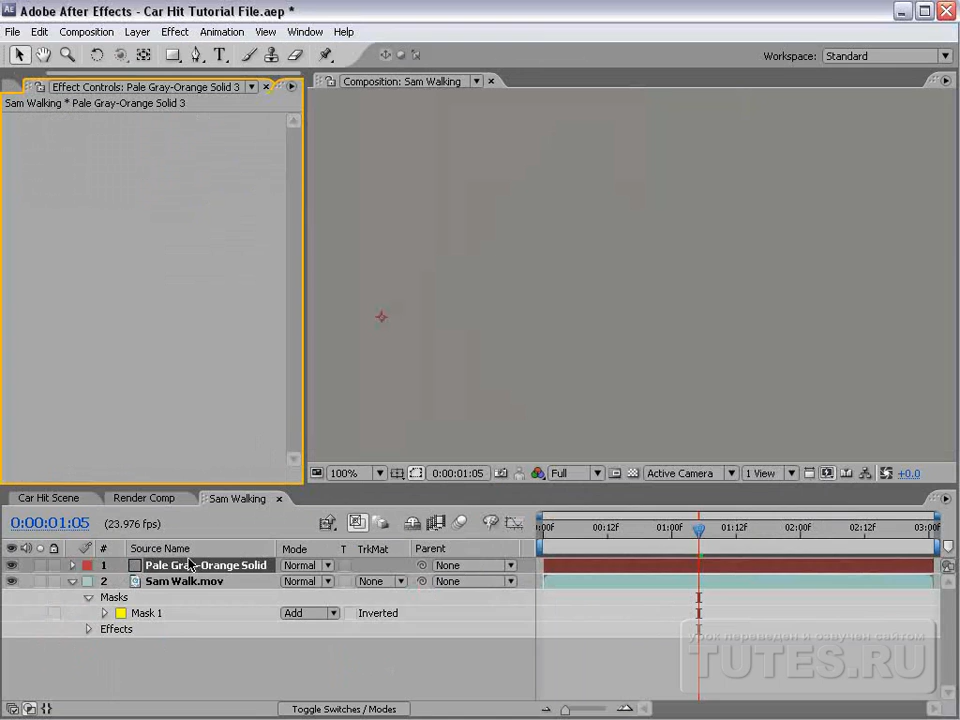 Adobe After Effects - Car Hit Tutorial File.aep *
File Edit Composition Layer Effect Animation View Window Help
Workspace: Standard
Effect Controls: Pale Gray-Orange Solid 3
Composition: Sam Walking
Sam Walking * Pale Gray-Orange Solid 3
100% 0:00:01:05 Full Active Camera 1 View +0.0
Car Hit Scene Render Comp Sam Walking
0:00:01:05 (23.976 fps)
:00f 00:12f 01:00f 01:12f 02:00f 02:12f 03:00f
# Source Name Mode T TrkMat Parent
1 Pale Gray-Orange Solid Normal None
2 Sam Walk.mov Normal None None
Masks
Mask 1 Add Inverted
Effects
урок переведен и озвучен сайтом
TUTES.RU
Toggle Switches / Modes